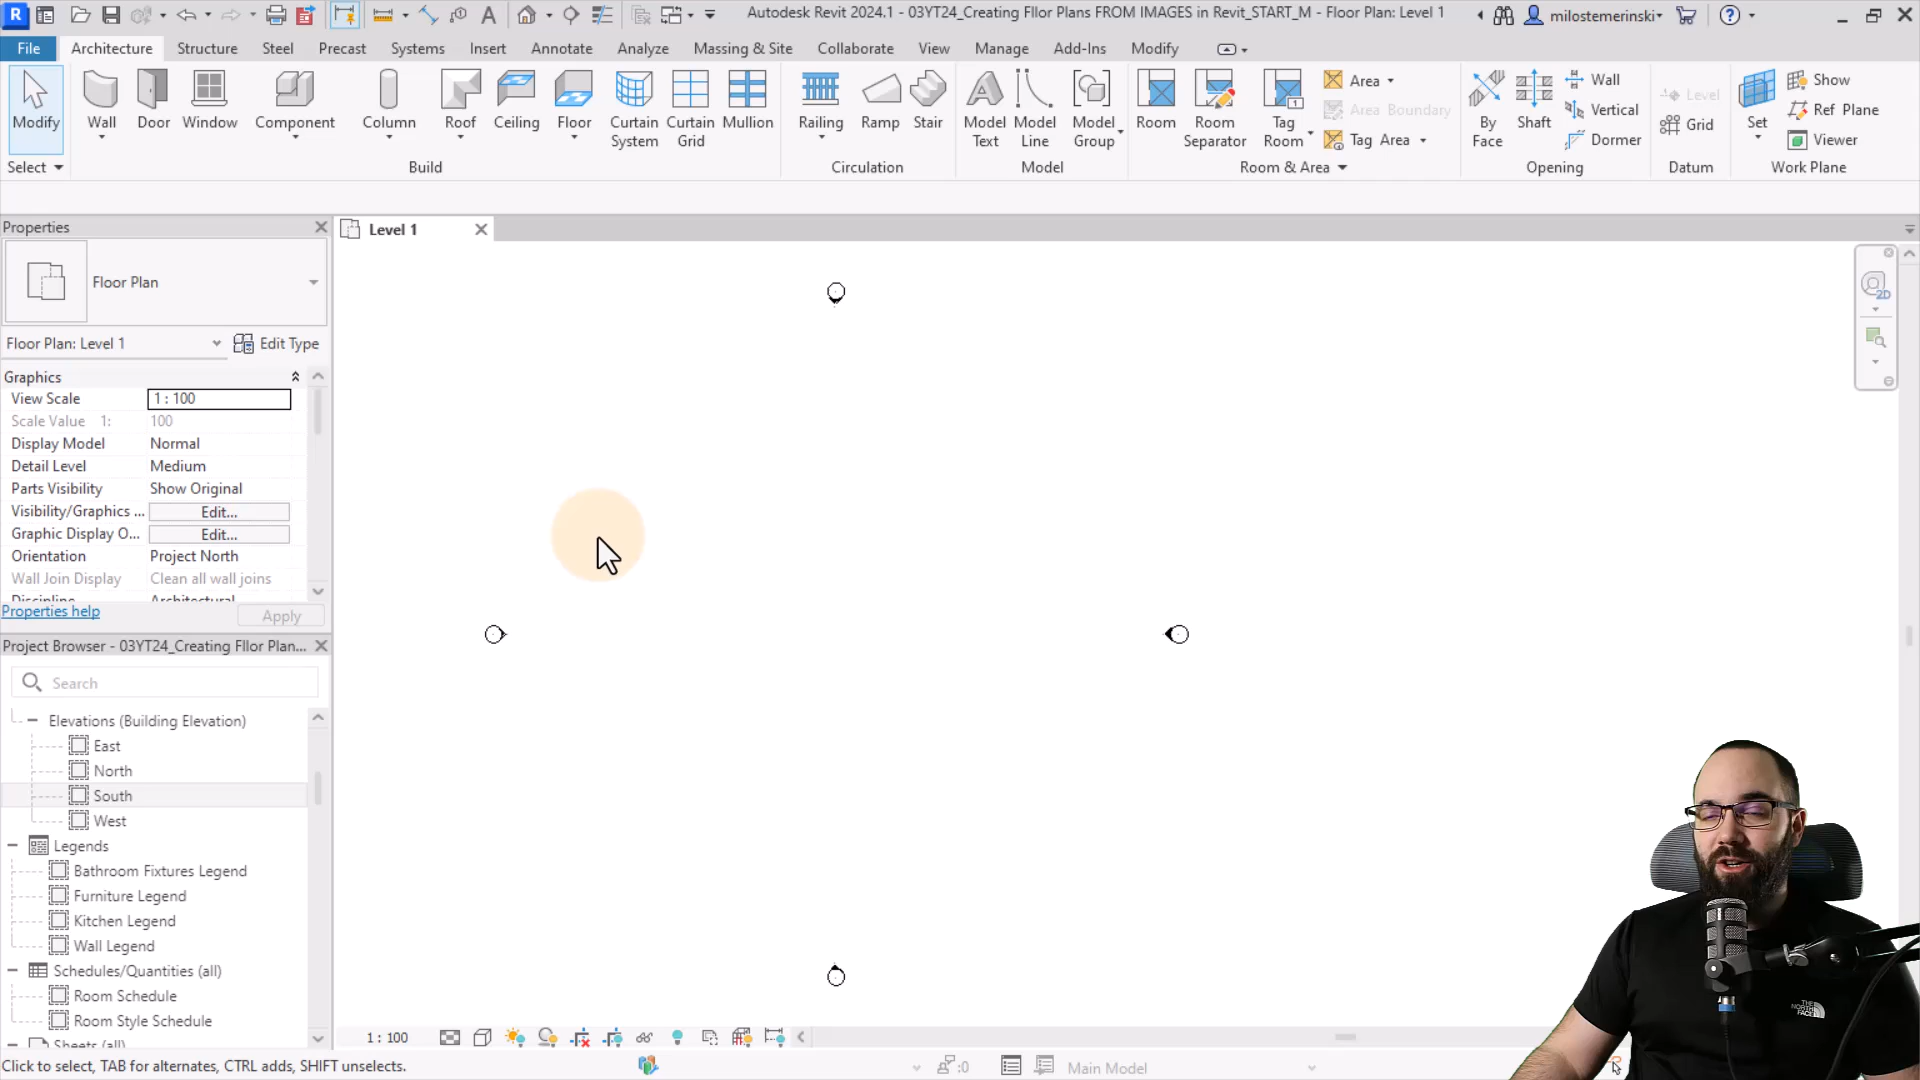 Autodesk Revit 2024.1 - 03YT24_Creating Fllor Plans FROM IMAGES in Revit_START_M - Floor Plan: Level 1
milostemerinski
File Architecture Structure Steel Precast Systems Insert Annotate Analyze Massing & Site Collaborate View Manage Add-Ins Modify
Modify Wall Door Window Component Column Roof Ceiling Floor Curtain System Curtain Grid Mullion Railing Ramp Stair Model Text Model Line Model Group Room Room Separator Tag Room
Area
Area Boundary
Tag Area
By Face Shaft
Wall
Vertical
Dormer
Level
Grid
Set
Show
Ref Plane
Viewer
Select Build Circulation Model Room & Area Opening Datum Work Plane
Properties
Level 1
2D
Floor Plan
Floor Plan: Level 1 Edit Type
Graphics
View Scale 1 : 100
Scale Value 1: 100
Display Model Normal
Detail Level Medium
Parts Visibility Show Original
Visibility/Graphics ... Edit...
Graphic Display O... Edit...
Orientation Project North
Wall Join Display Clean all wall joins
Discipline Architectural
Properties help Apply
Project Browser - 03YT24_Creating Fllor Plan...
Search
Elevations (Building Elevation)
East
North
South
West
Legends
Bathroom Fixtures Legend
Furniture Legend
Kitchen Legend
Wall Legend
Schedules/Quantities (all)
Room Schedule
Room Style Schedule
Sheets (all)
1 : 100
Click to select, TAB for alternates, CTRL adds, SHIFT unselects.
:0
Main Model
THE NORTH FACE